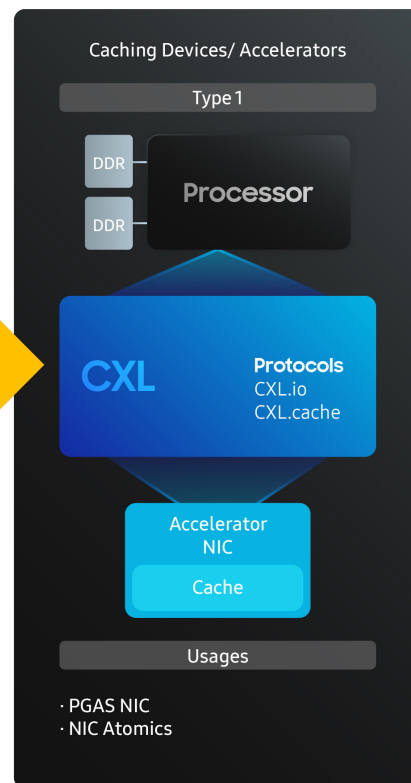 Caching Devices/ Accelerators
Type 1
DDR
Processor
DDR
CXL
Protocols
CXL.io
CXL.cache
Accelerator
NIC
Cache
Usages
· PGAS NIC
· NIC Atomics